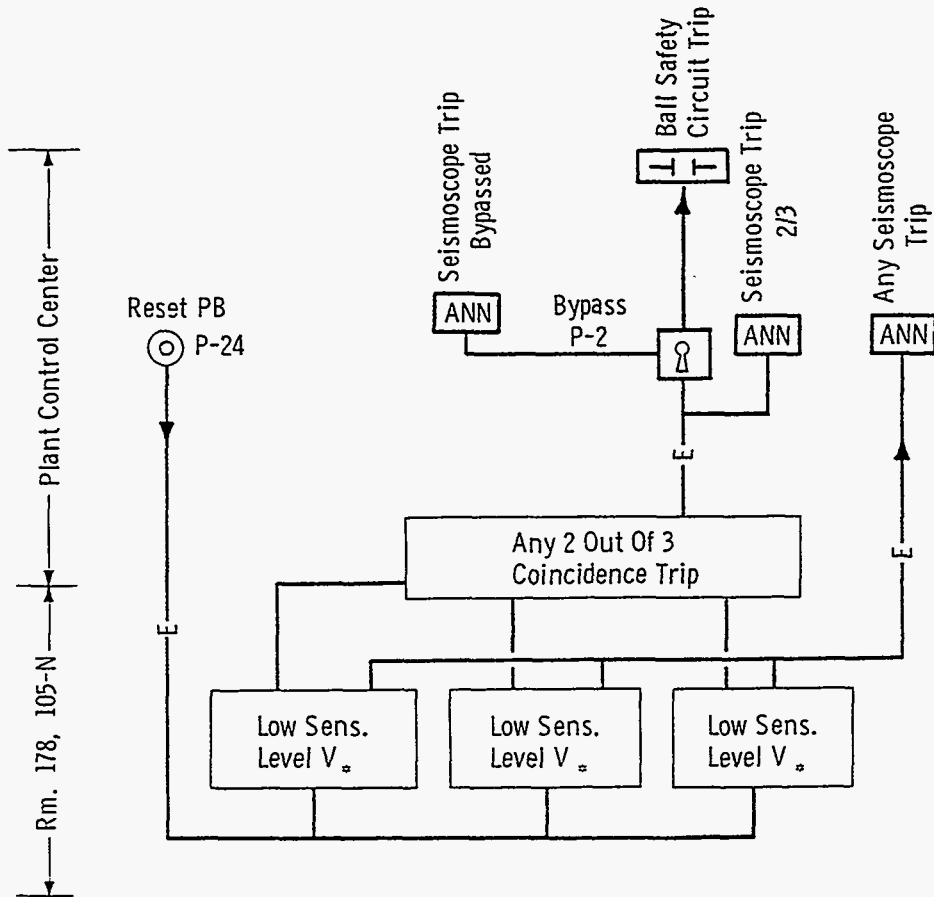 Seismoscope Trip
Bypassed
Ball Safety
Circuit Trip
Seismoscope Trip
2/3
Any Seismoscope
Trip
Plant Control Center
Reset PB
P-24
ANN
Bypass
P-2
ANN
ANN
E
E
E
Any 2 Out Of 3
Coincidence Trip
Rm. 178, 105-N
Low Sens.
Level V *
Low Sens.
Level V *
Low Sens.
Level V *